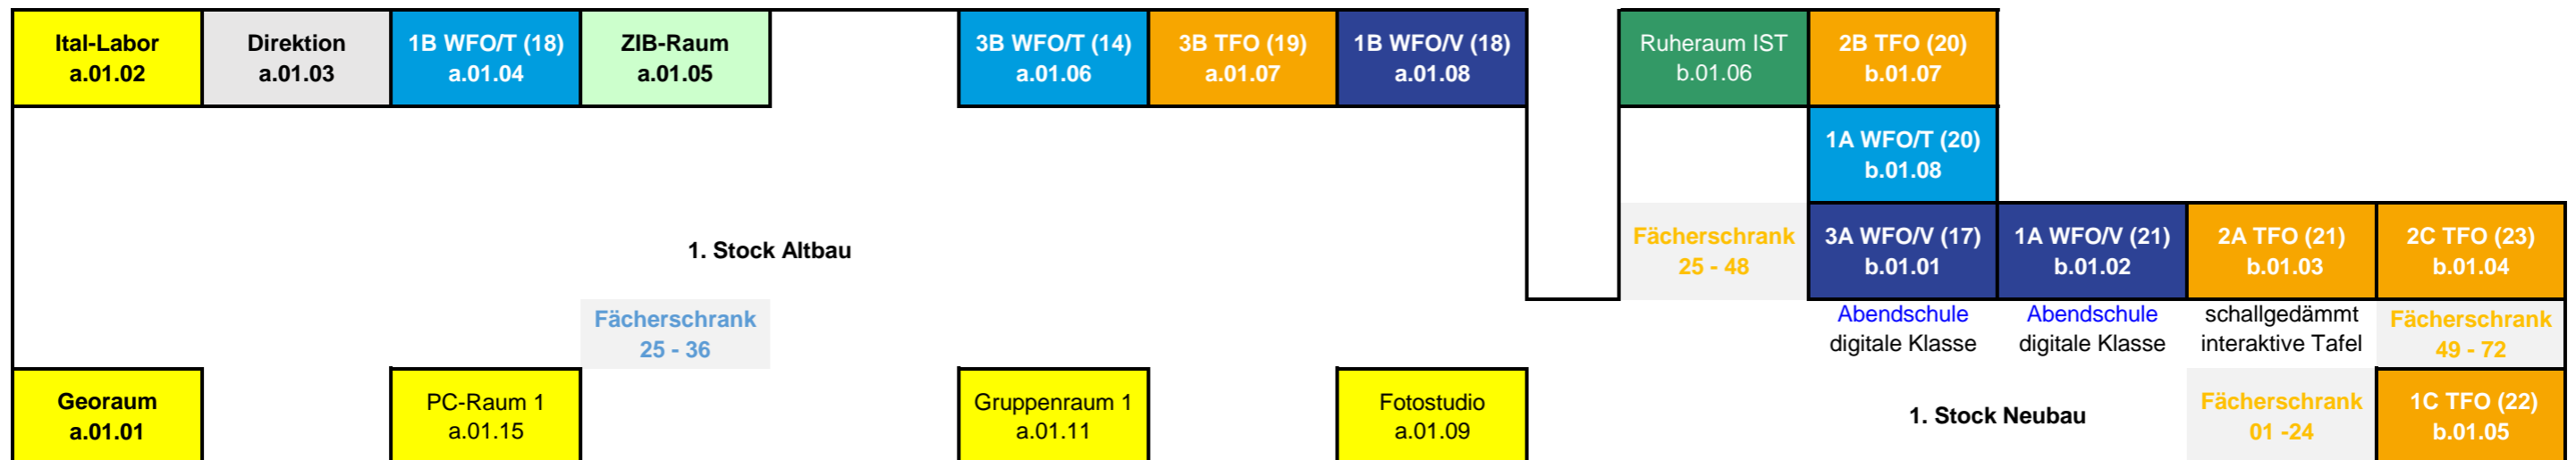 Ital-Labor
a.01.02
Direktion
a.01.03
1B WFO/T (18)
a.01.04
ZIB-Raum
a.01.05
3B WFO/T (14)
a.01.06
3B TFO (19)
a.01.07
1B WFO/V (18)
a.01.08
Ruheraum IST
b.01.06
2B TFO (20)
b.01.07
1A WFO/T (20)
b.01.08
1. Stock Altbau
Fächerschrank
25 - 48
3A WFO/V (17)
b.01.01
1A WFO/V (21)
b.01.02
2A TFO (21)
b.01.03
2C TFO (23)
b.01.04
Fächerschrank
25 - 36
Abendschule
digitale Klasse
Abendschule
digitale Klasse
schallgedämmt
interaktive Tafel
Fächerschrank
49 - 72
Georaum
a.01.01
PC-Raum 1
a.01.15
Gruppenraum 1
a.01.11
Fotostudio
a.01.09
1. Stock Neubau
Fächerschrank
01 -24
1C TFO (22)
b.01.05